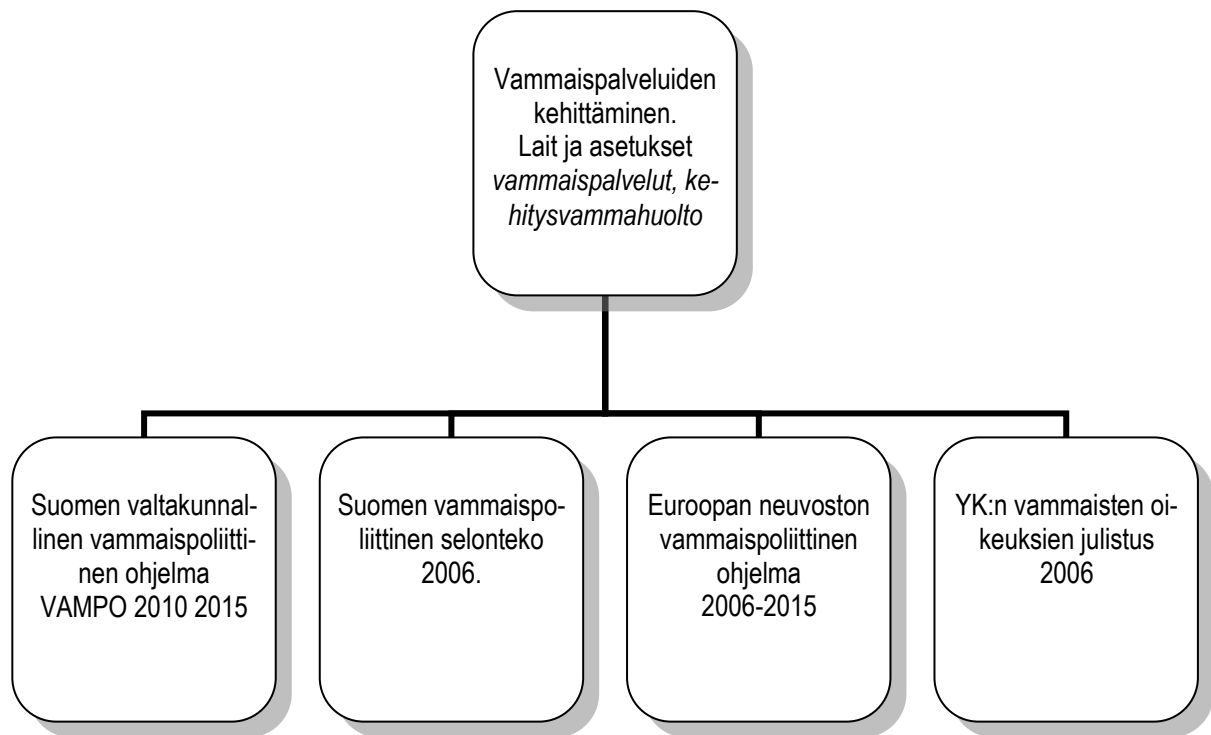 Vammaispalveluiden
kehittäminen.
Lait ja asetukset
vammaispalvelut, ke-
hitysvammahuolto
Suomen valtakunnal-
linen vammaispoliitti-
nen ohjelma
VAMPO 2010 2015
Suomen vammaispo-
liittinen selonteko
2006.
Euroopan neuvoston
vammaispoliittinen
ohjelma
2006-2015
YK:n vammaisten oi-
keuksien julistus
2006